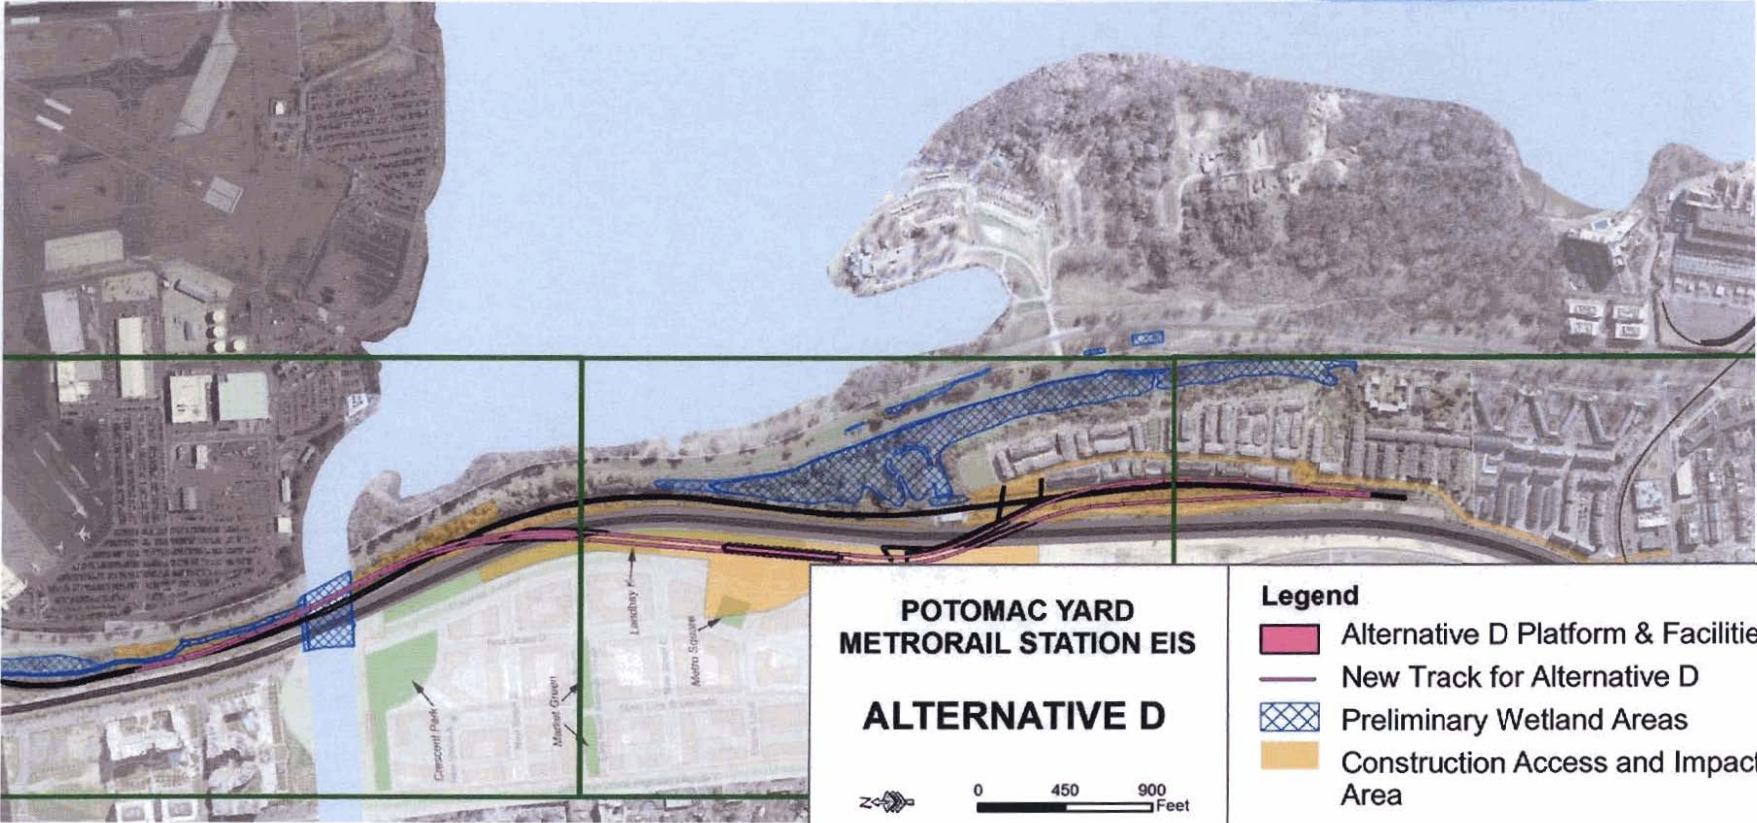 Landbay K
Metro Square
Market Green
Crescent Park
POTOMAC YARD
METRORAIL STATION EIS
ALTERNATIVE D
N
0 450 900
Feet
Legend
Alternative D Platform & Facilitie
New Track for Alternative D
Preliminary Wetland Areas
Construction Access and Impact
Area